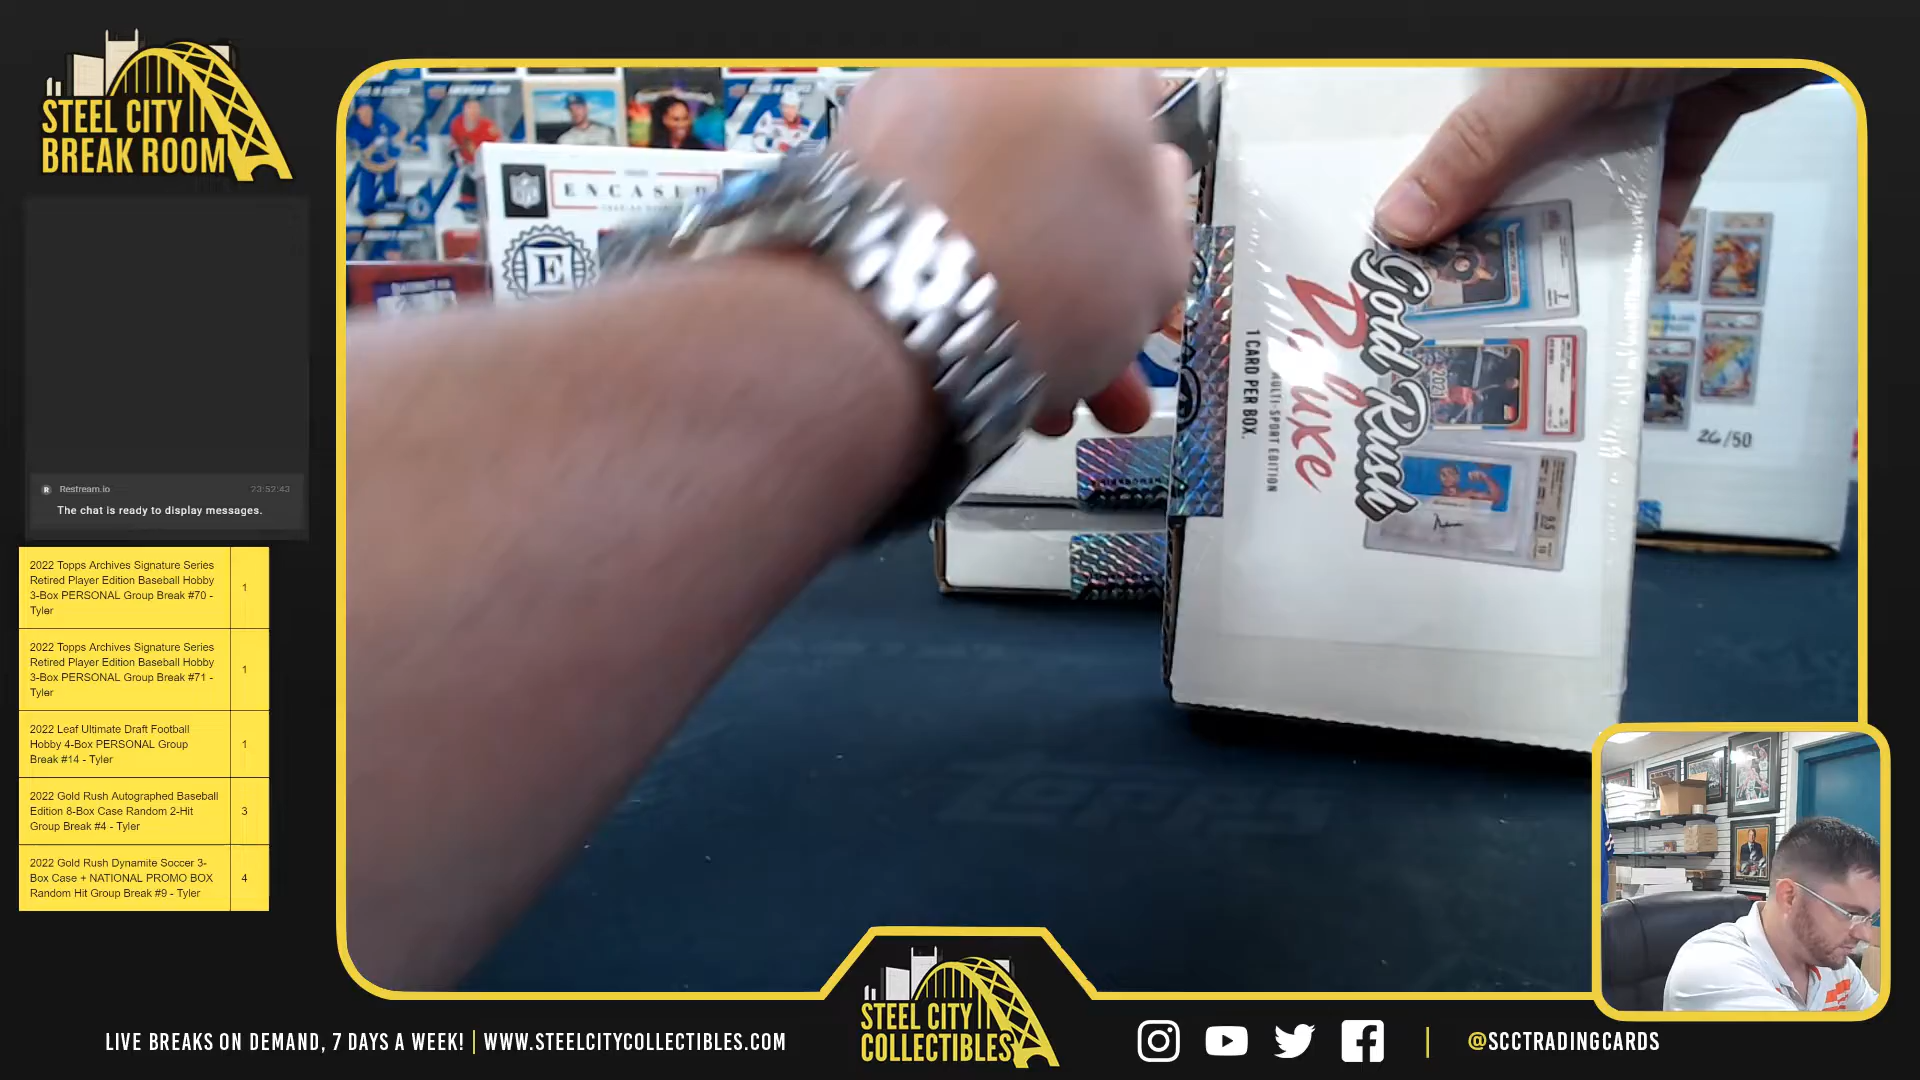 STEEL CITY
BREAK ROOM
Restream.io 23:52:43
The chat is ready to display messages.
2022 Topps Archives Signature Series
Retired Player Edition Baseball Hobby
3-Box PERSONAL Group Break #70 -
Tyler
1
2022 Topps Archives Signature Series
Retired Player Edition Baseball Hobby
3-Box PERSONAL Group Break #71 -
Tyler
1
2022 Leaf Ultimate Draft Football
Hobby 4-Box PERSONAL Group
Break #14 - Tyler
1
2022 Gold Rush Autographed Baseball
Edition 8-Box Case Random 2-Hit
Group Break #4 - Tyler
3
2022 Gold Rush Dynamite Soccer 3-
Box Case + NATIONAL PROMO BOX
Random Hit Group Break #9 - Tyler
4
NFL
ENCASED
E
Gold Rush
Deluxe
MULTI-SPORT EDITION
1 CARD PER BOX.
26/50
topps
STEEL CITY
COLLECTIBLES
LIVE BREAKS ON DEMAND, 7 DAYS A WEEK! | WWW.STEELCITYCOLLECTIBLES.COM
@SCCTRADINGCARDS